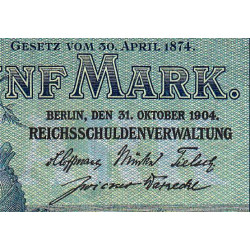 GESETZ VOM 30. APRIL 1874.
NF MARK.
BERLIN, DEN 31. OKTOBER 1904.
REICHSSCHULDENVERWALTUNG